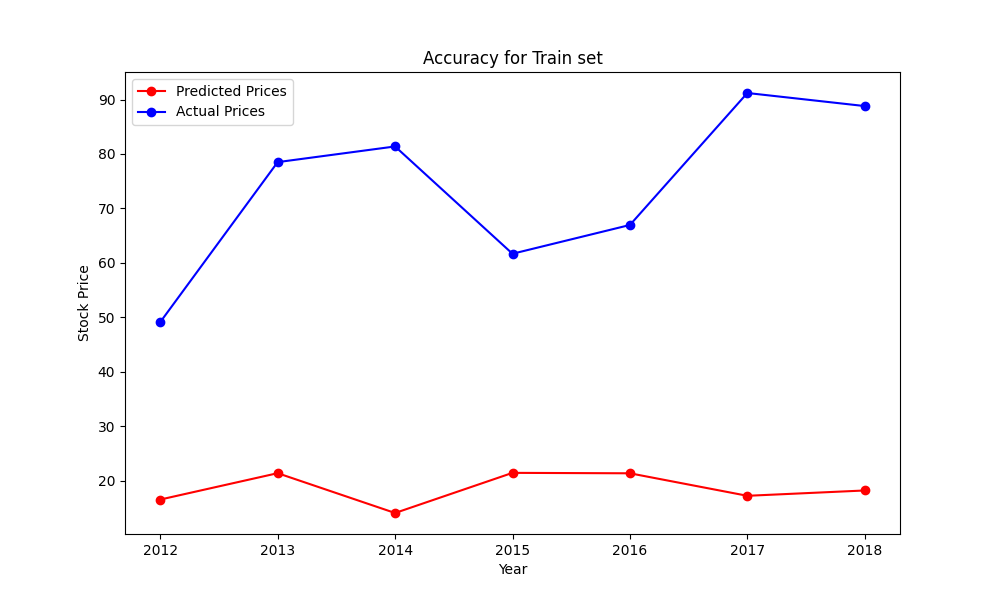 Accuracy for Train set
Predicted Prices
Actual Prices
90
80
70
60
50
40
30
20
Stock Price
2012 2013 2014 2015 2016 2017 2018
Year